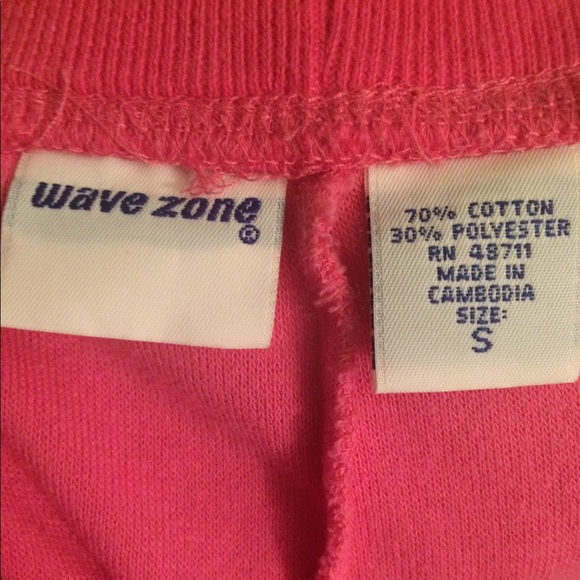 wave zone
®
70% COTTON
30% POLYESTER
RN 48711
MADE IN
CAMBODIA
SIZE:
S